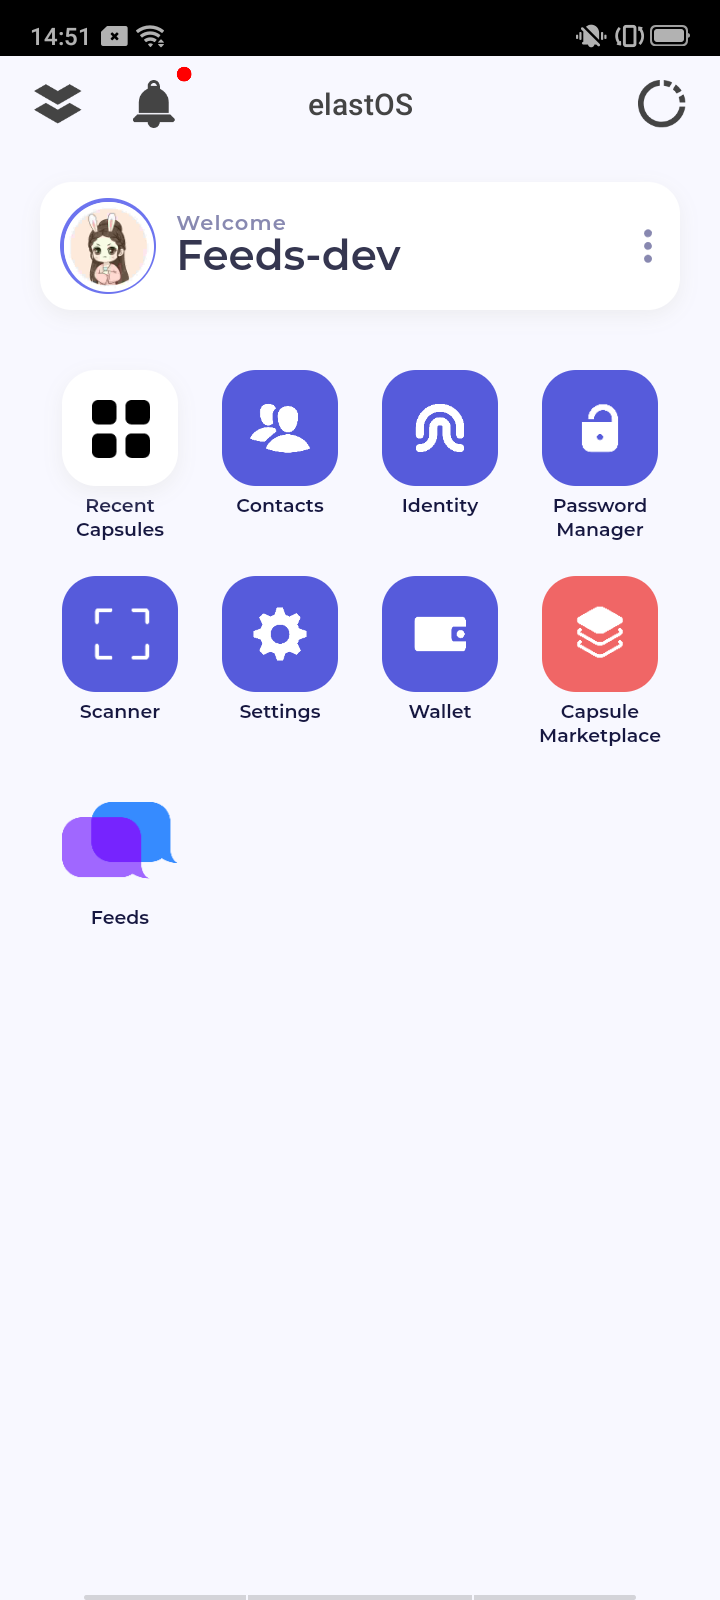 14:51
elastOS
Welcome
Feeds-dev
Recent
Capsules
Contacts
Identity
Password
Manager
Scanner
Settings
Wallet
Capsule
Marketplace
Feeds